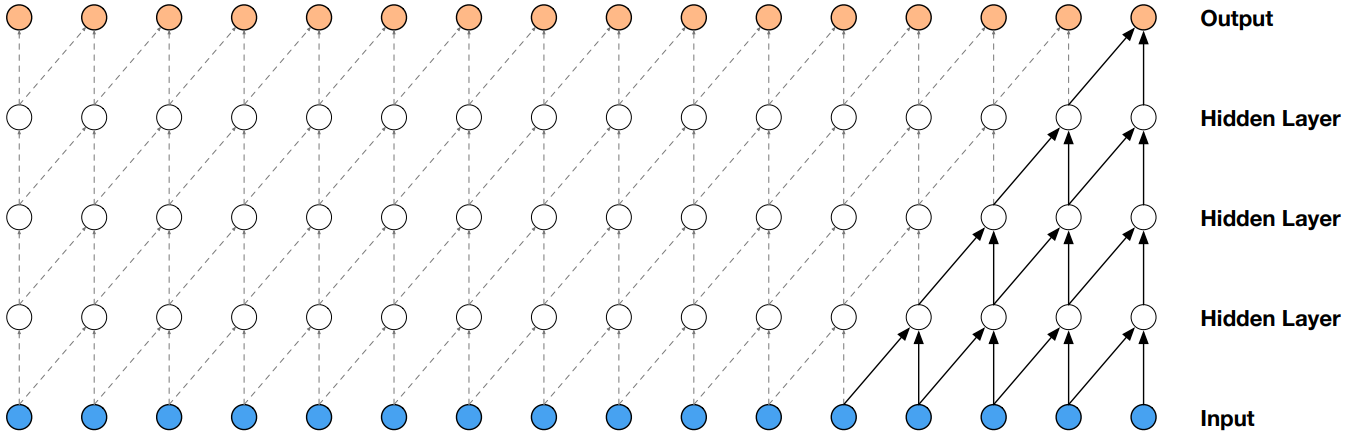 Output
Hidden Layer
Hidden Layer
Hidden Layer
Input